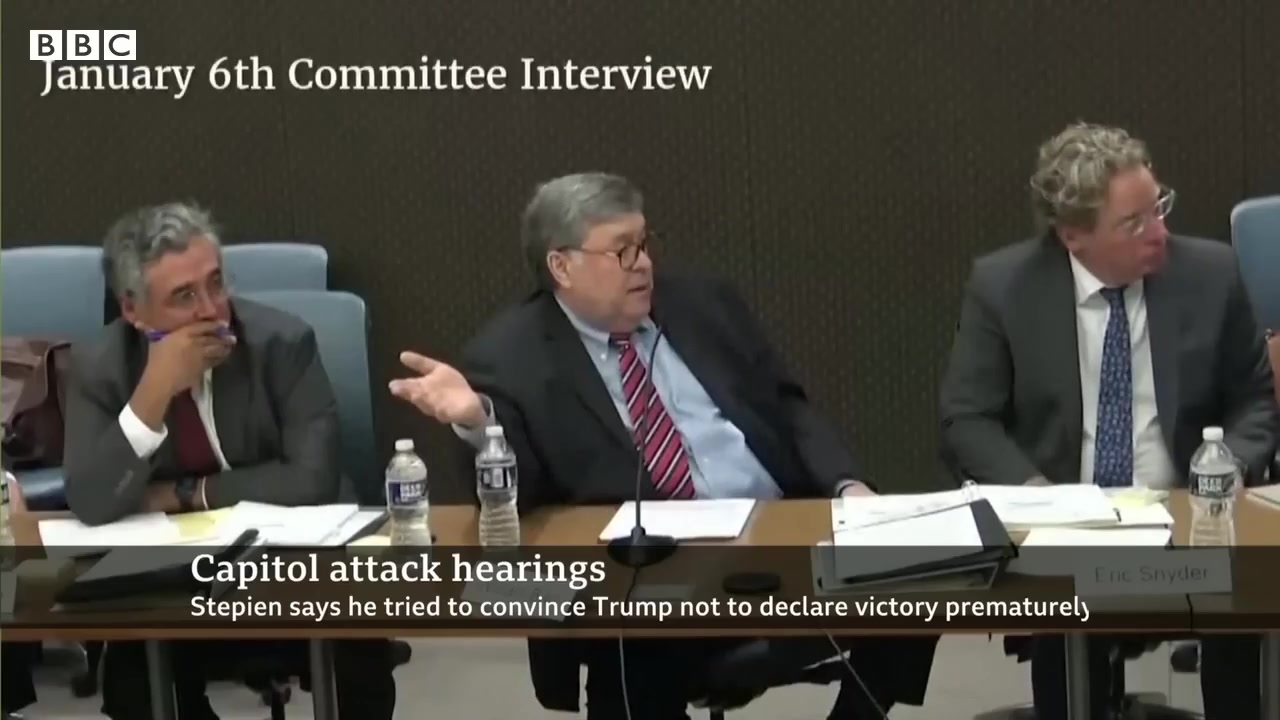 BBC
January 6th Committee Interview
Eric Snyder
Capitol attack hearings
Stepien says he tried to convince Trump not to declare victory prematurely